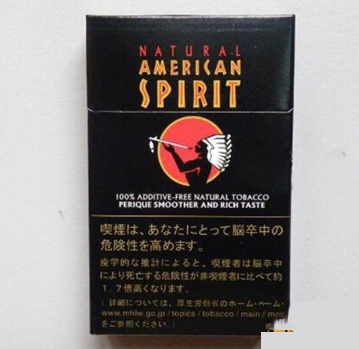 NATURAL
AMERICAN
SPIRIT
100% ADDITIVE-FREE NATURAL TOBACCO
PERIQUE SMOOTHER AND RICH TASTE
喫煙は、あなたにとって脳卒中の
危険性を高めます。
疫学的な推計によると、喫煙者は脳卒中
により死亡する危険性が非喫煙者に比べて約
1.7倍高くなります。
(詳細については、厚生労働省のホーム・ページ
www.mhlw.go.jp/topics/tobacco/main.html
をご参照ください。)